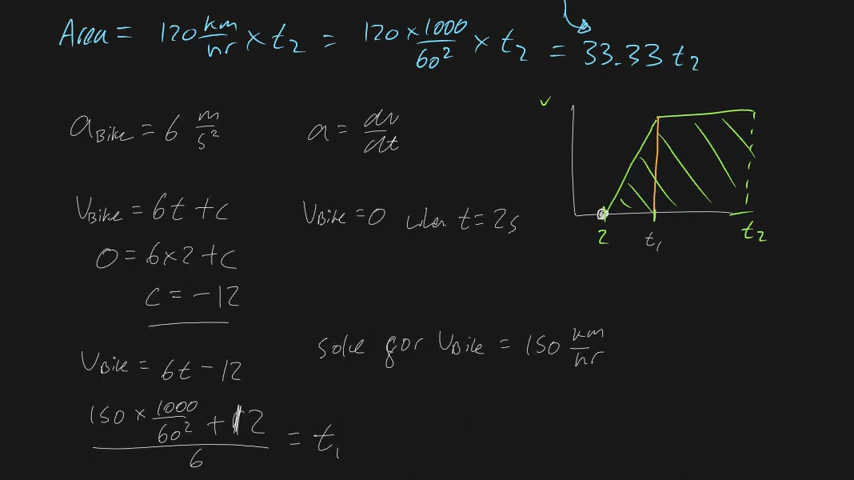 Area = 120 km/hr × t₂ = 120×1000/60² × t₂ = 33.33 t₂
a_Bike = 6 m/s²
a = dv/dt
v
V_Bike = 6t + c
V_Bike = 0 when t = 2s
2
t₁
t₂
0 = 6×2 + c
c = −12
V_Bike = 6t − 12
solve for V_Bike = 150 km/hr
(150 × 1000/60² + 12)/6 = t₁